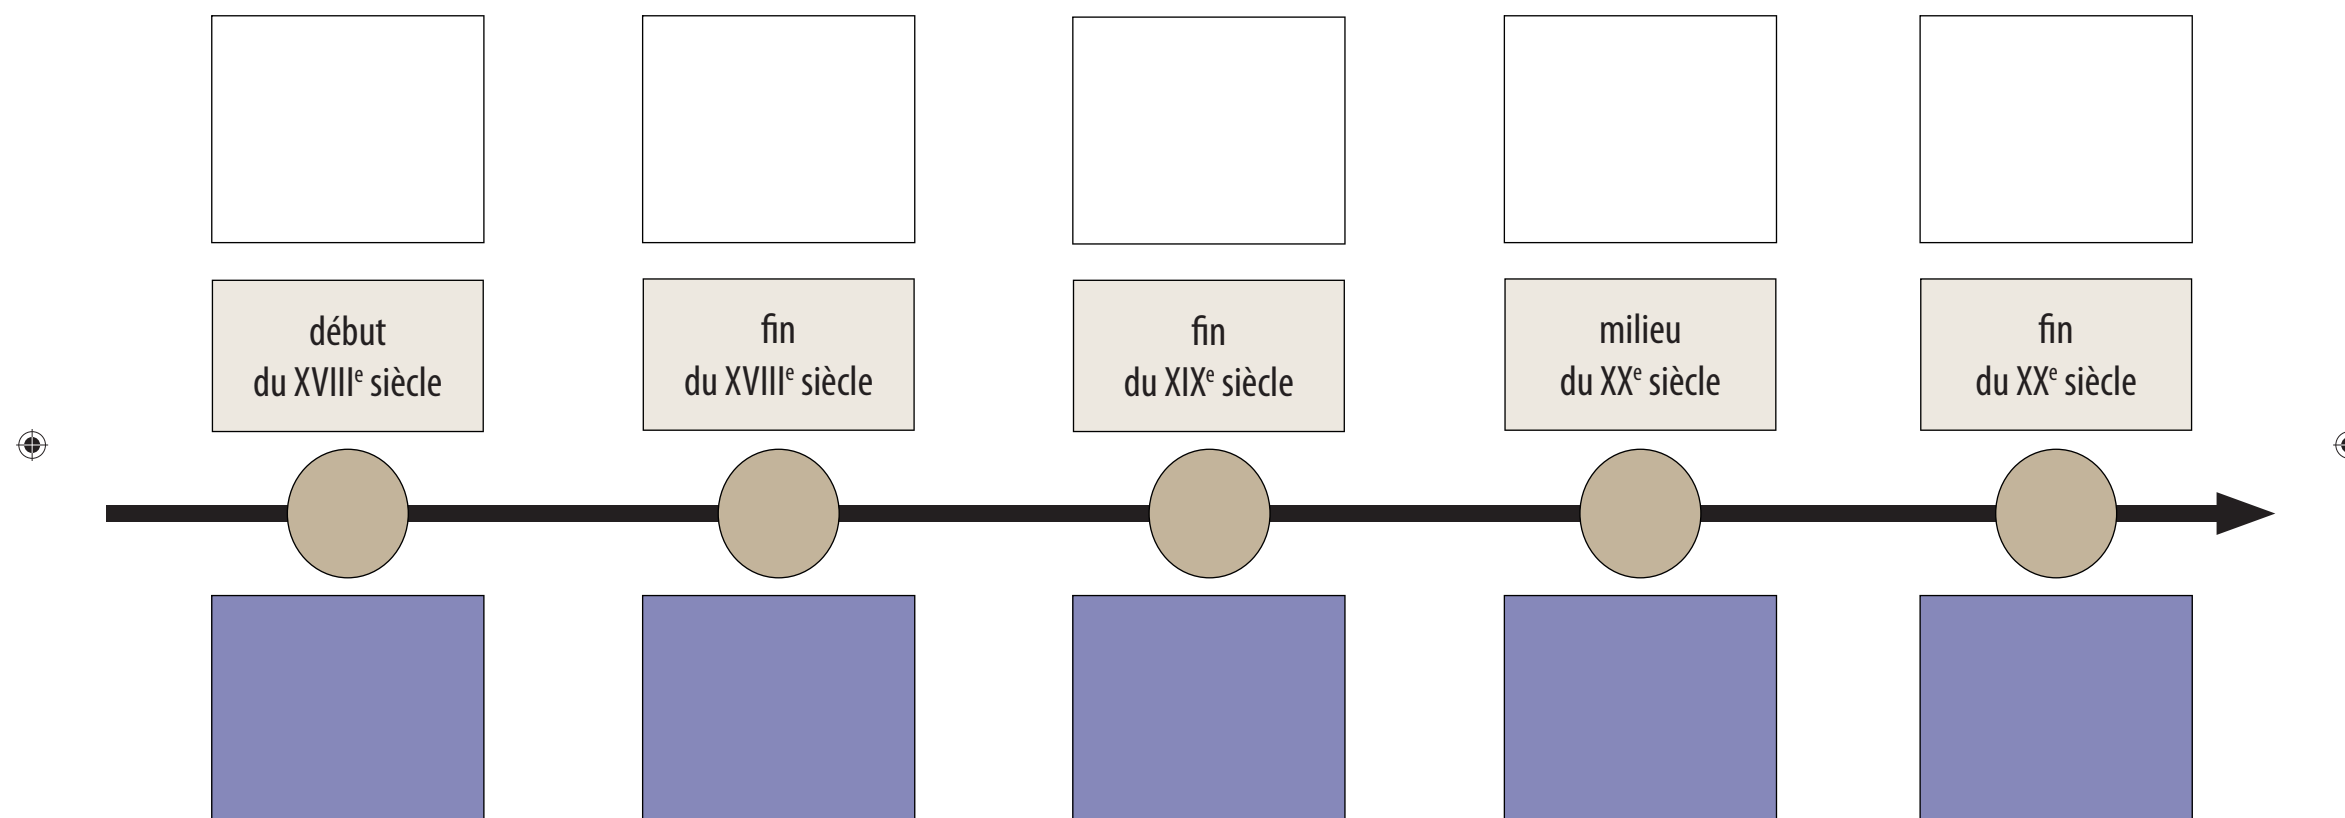 début
du XVIIIᵉ siècle
fin
du XVIIIᵉ siècle
fin
du XIXᵉ siècle
milieu
du XXᵉ siècle
fin
du XXᵉ siècle